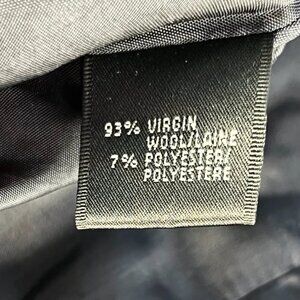 93% VIRGIN
WOOL/LAINE
7% POLYESTER/
POLYESTERE